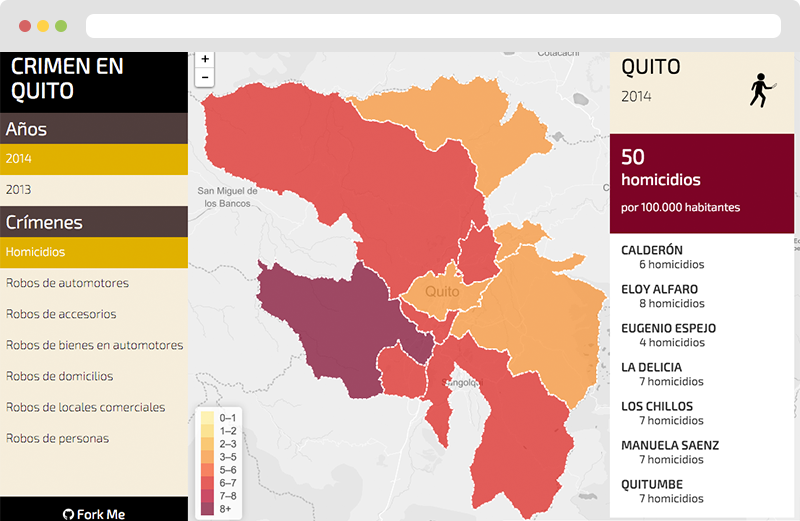 CRIMEN EN
QUITO
Años
2014
2013
Crímenes
Homicidios
Robos de automotores
Robos de accesorios
Robos de bienes en automotores
Robos de domicilios
Robos de locales comerciales
Robos de personas
Fork Me
+
−
Cotacachi
San Miguel de
los Bancos
Quito
Sangolquí
0–1
1–2
2–3
3–5
5–6
6–7
7–8
8+
QUITO
2014
50
homicidios
por 100.000 habitantes
CALDERÓN
6 homicidios
ELOY ALFARO
8 homicidios
EUGENIO ESPEJO
4 homicidios
LA DELICIA
7 homicidios
LOS CHILLOS
7 homicidios
MANUELA SAENZ
7 homicidios
QUITUMBE
7 homicidios